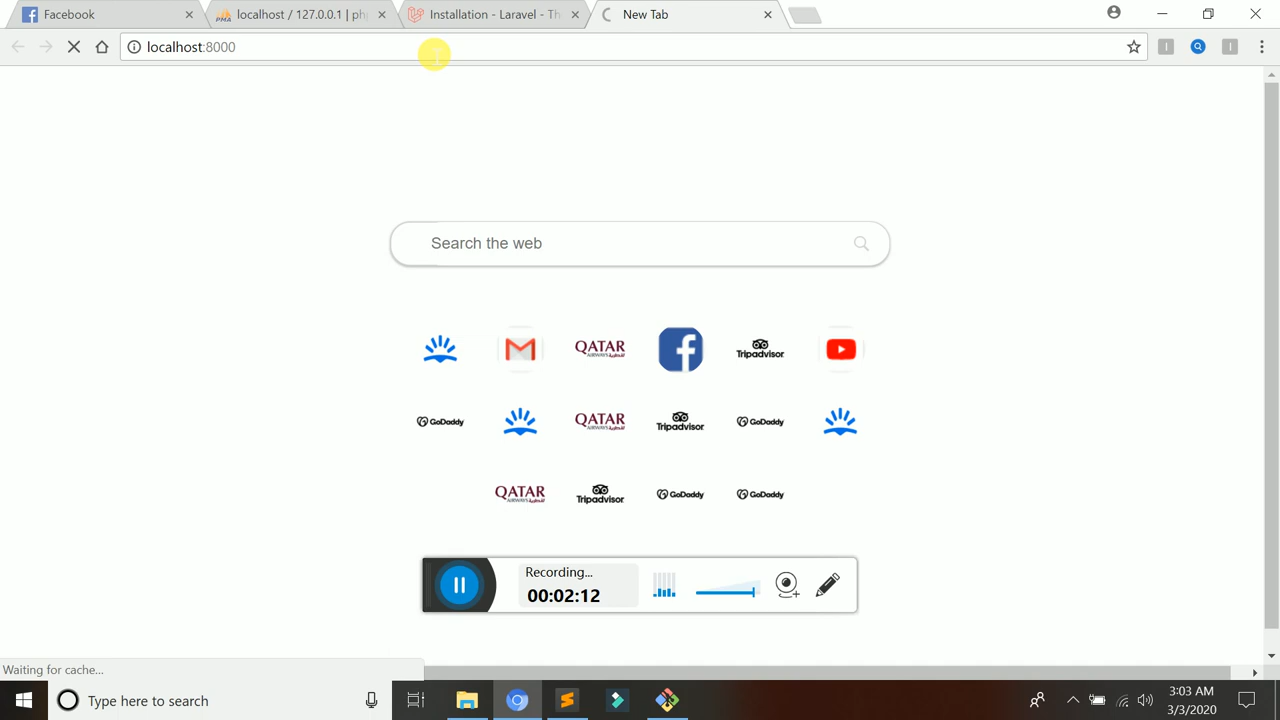 Facebook
localhost / 127.0.0.1 | ph
Installation - Laravel - Th
New Tab
localhost:8000
Search the web
QATAR
Tripadvisor
GoDaddy
QATAR
Tripadvisor
GoDaddy
QATAR
Tripadvisor
GoDaddy
GoDaddy
Recording...
00:02:12
Waiting for cache...
Type here to search
3:03 AM
3/3/2020